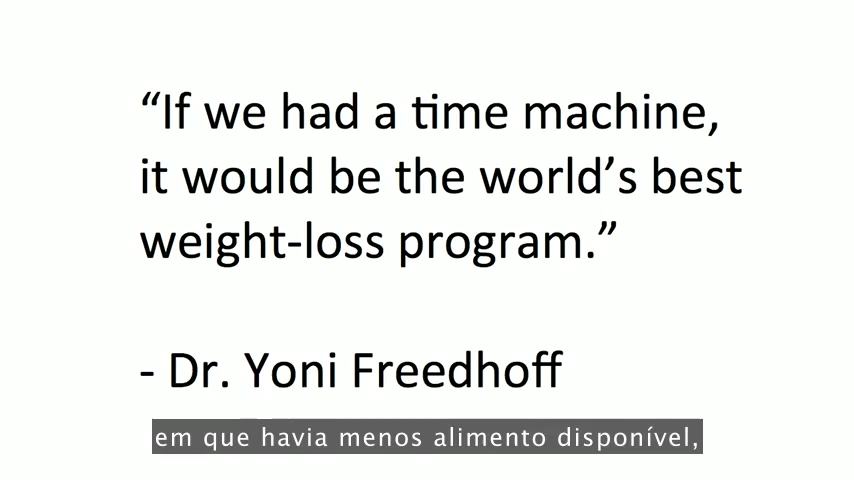 “If we had a time machine,
it would be the world’s best
weight-loss program.”
- Dr. Yoni Freedhoff
em que havia menos alimento disponível,